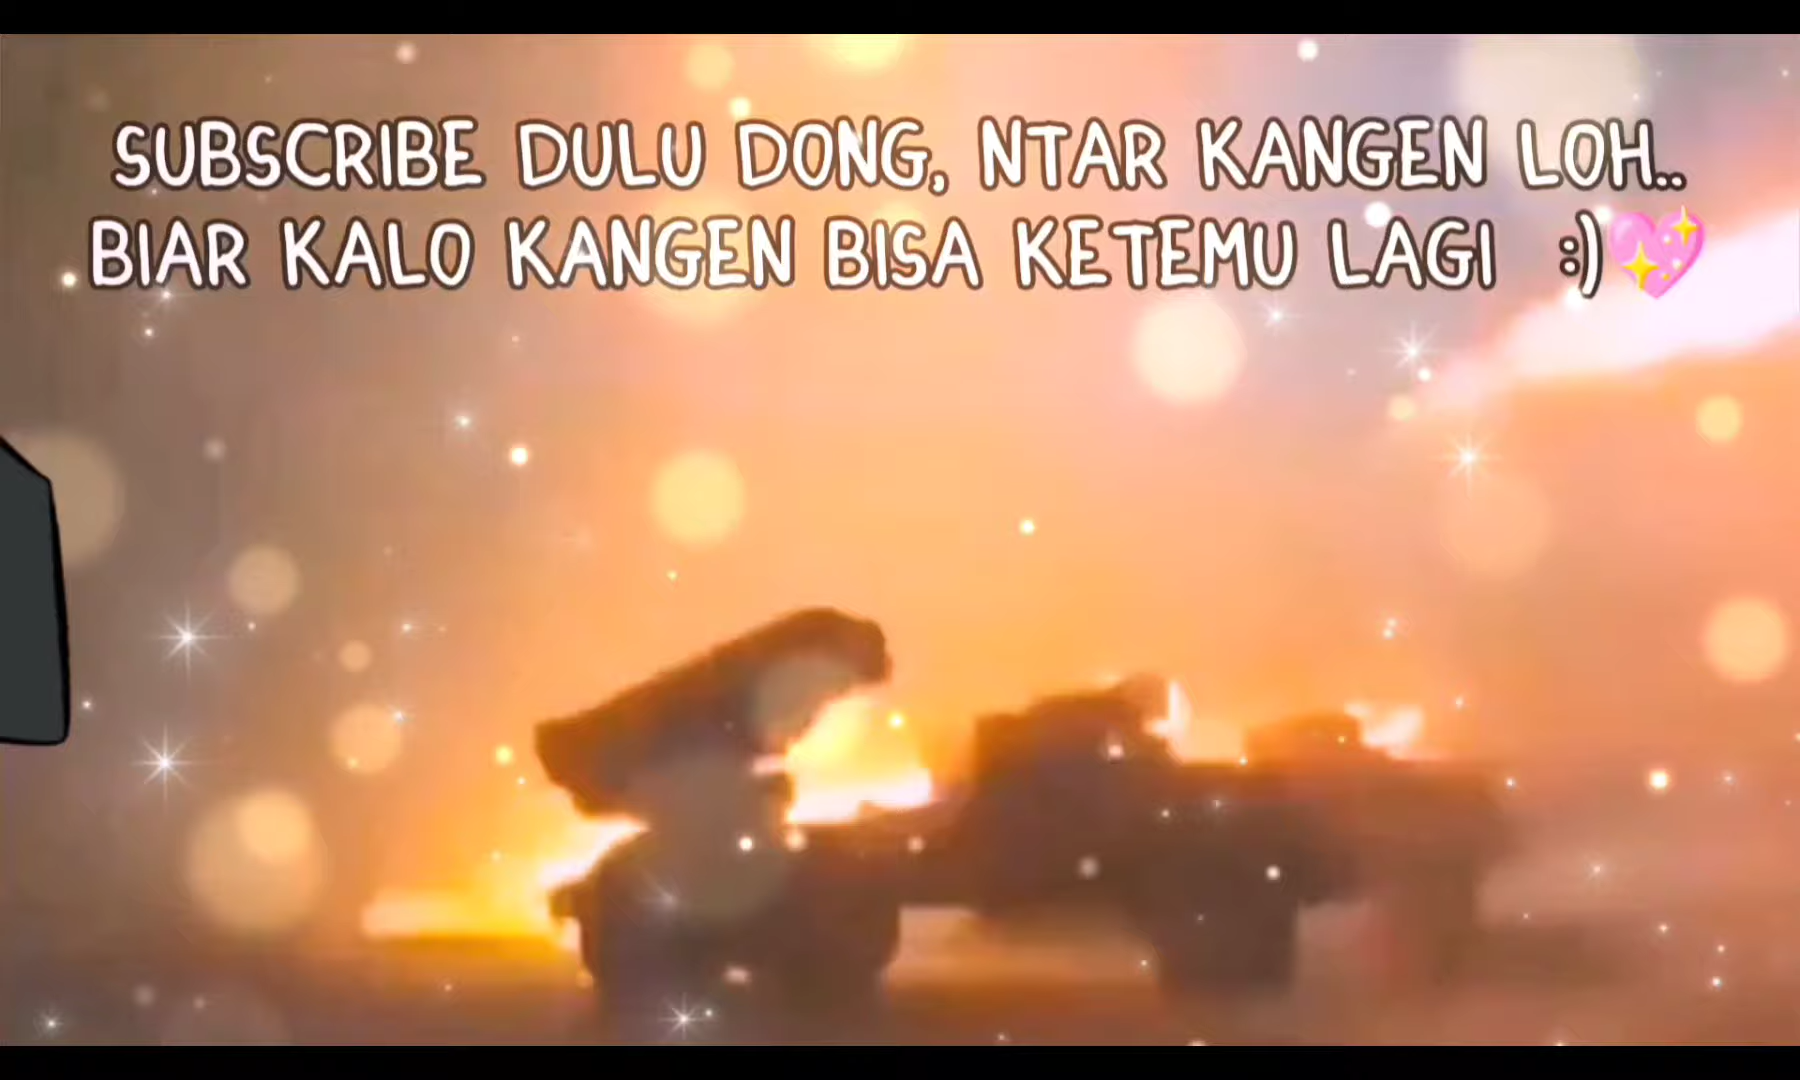 SUBSCRIBE DULU DONG, NTAR KANGEN LOH..
BIAR KALO KANGEN BISA KETEMU LAGI :)💖